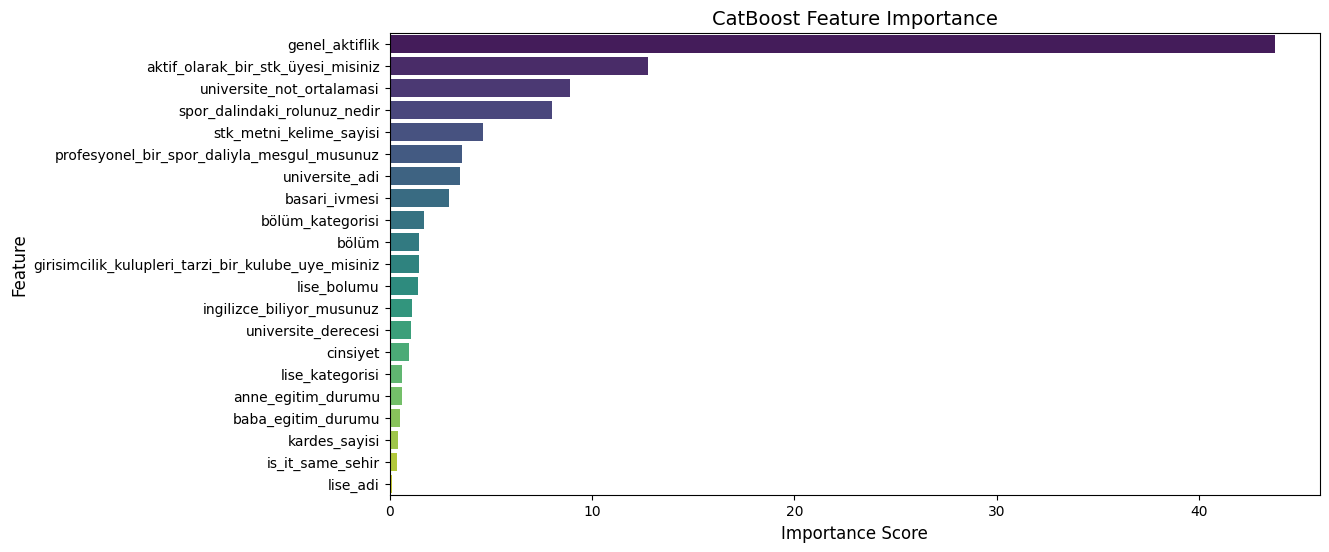 CatBoost Feature Importance
Feature
genel_aktiflik
aktif_olarak_bir_stk_üyesi_misiniz
universite_not_ortalamasi
spor_dalindaki_rolunuz_nedir
stk_metni_kelime_sayisi
profesyonel_bir_spor_daliyla_mesgul_musunuz
universite_adi
basari_ivmesi
bölüm_kategorisi
bölüm
girisimcilik_kulupleri_tarzi_bir_kulube_uye_misiniz
lise_bolumu
ingilizce_biliyor_musunuz
universite_derecesi
cinsiyet
lise_kategorisi
anne_egitim_durumu
baba_egitim_durumu
kardes_sayisi
is_it_same_sehir
lise_adi
0 10 20 30 40
Importance Score